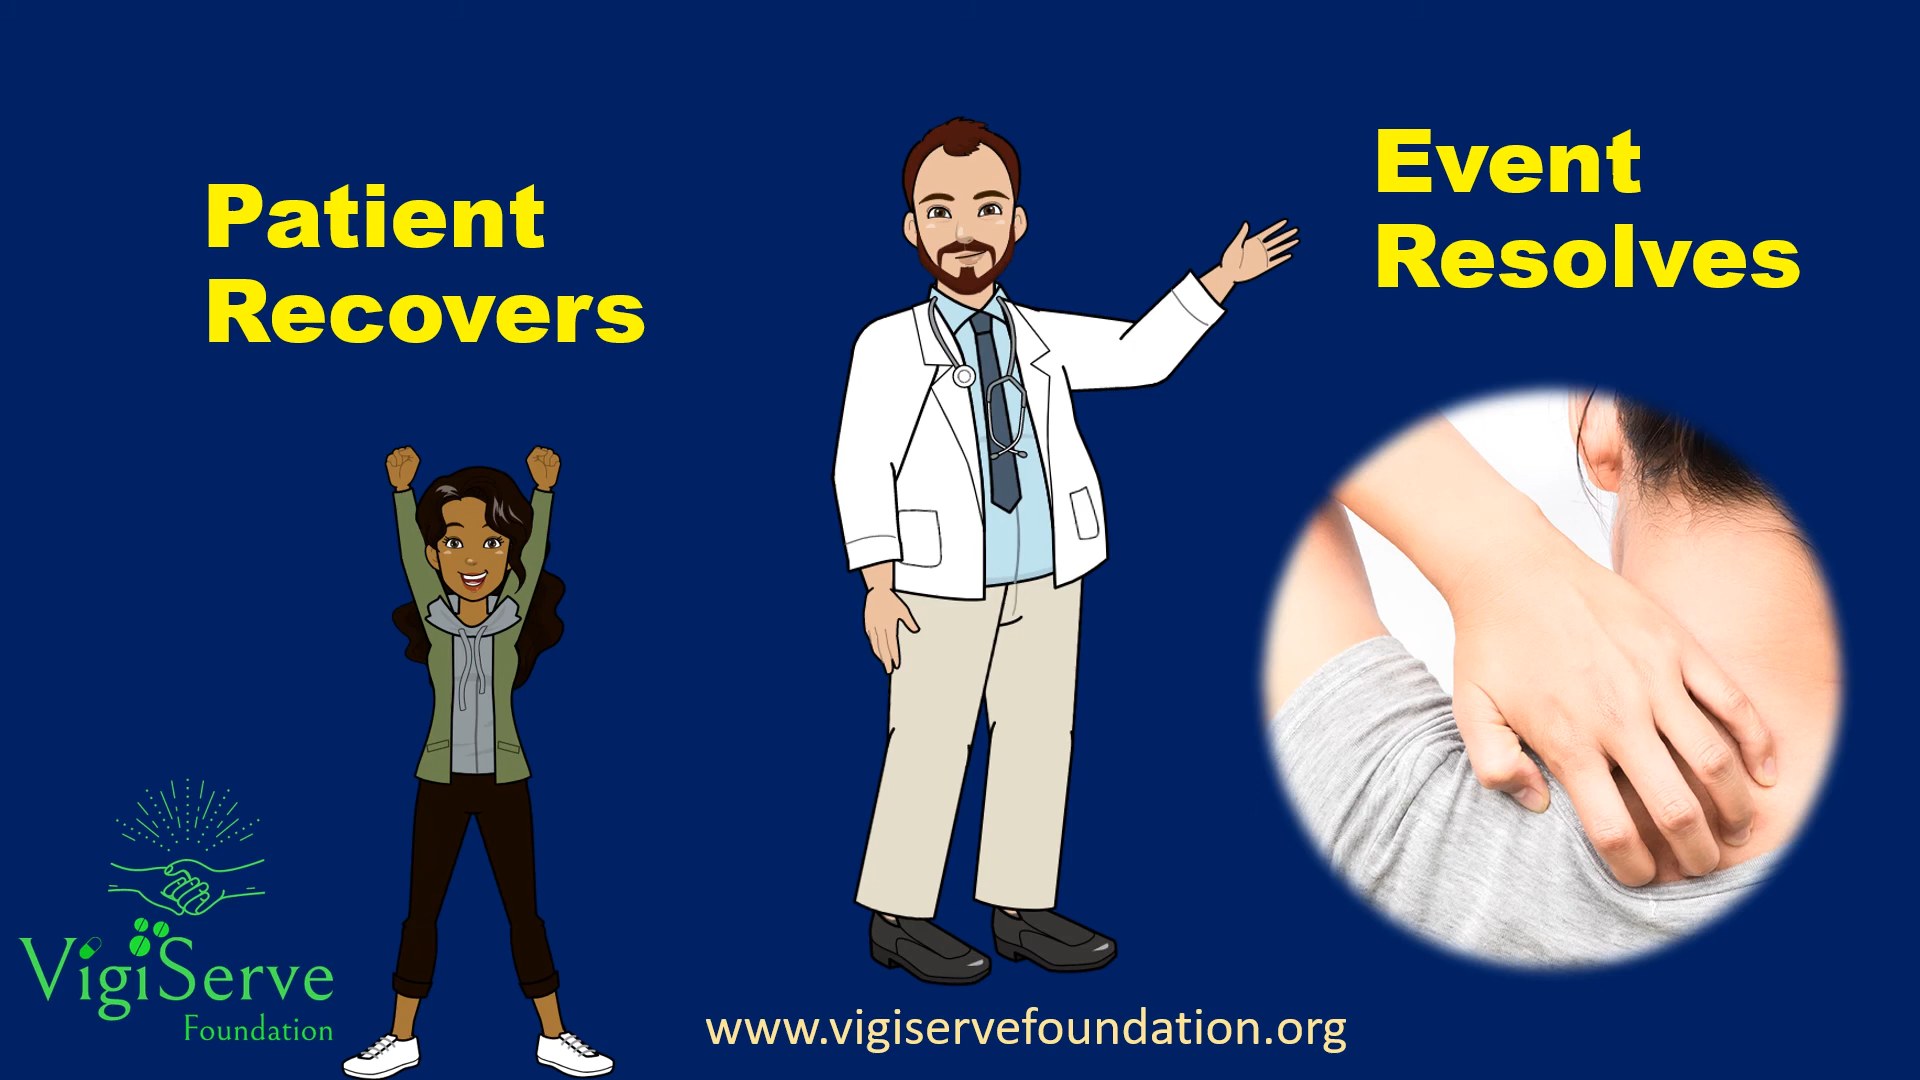 Patient
Recovers
Event
Resolves
VigiServe
Foundation
www.vigiservefoundation.org